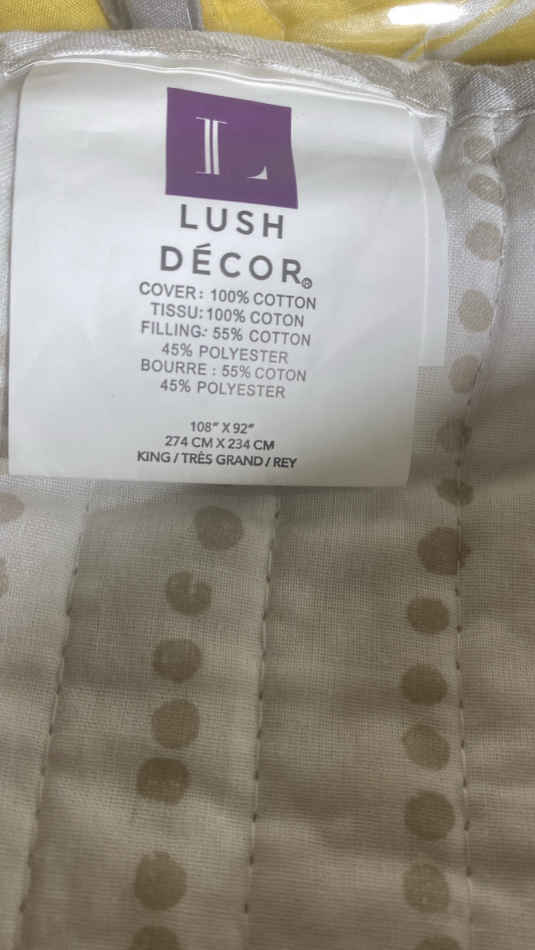 L
LUSH
DÉCOR®
COVER: 100% COTTON
TISSU: 100% COTON
FILLING: 55% COTTON
45% POLYESTER
BOURRE : 55% COTON
45% POLYESTER
108" X 92"
274 CM X 234 CM
KING / TRÈS GRAND / REY